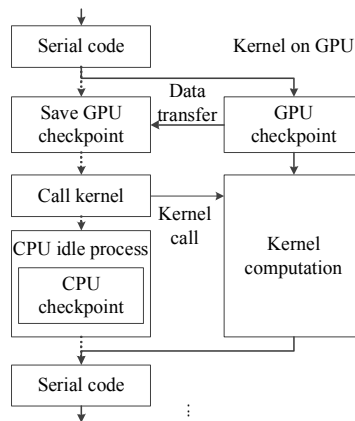 Serial code
Kernel on GPU
Data
transfer
Save GPU
checkpoint
GPU
checkpoint
Call kernel
Kernel
call
Kernel
computation
CPU idle process
CPU
checkpoint
Serial code
⋮